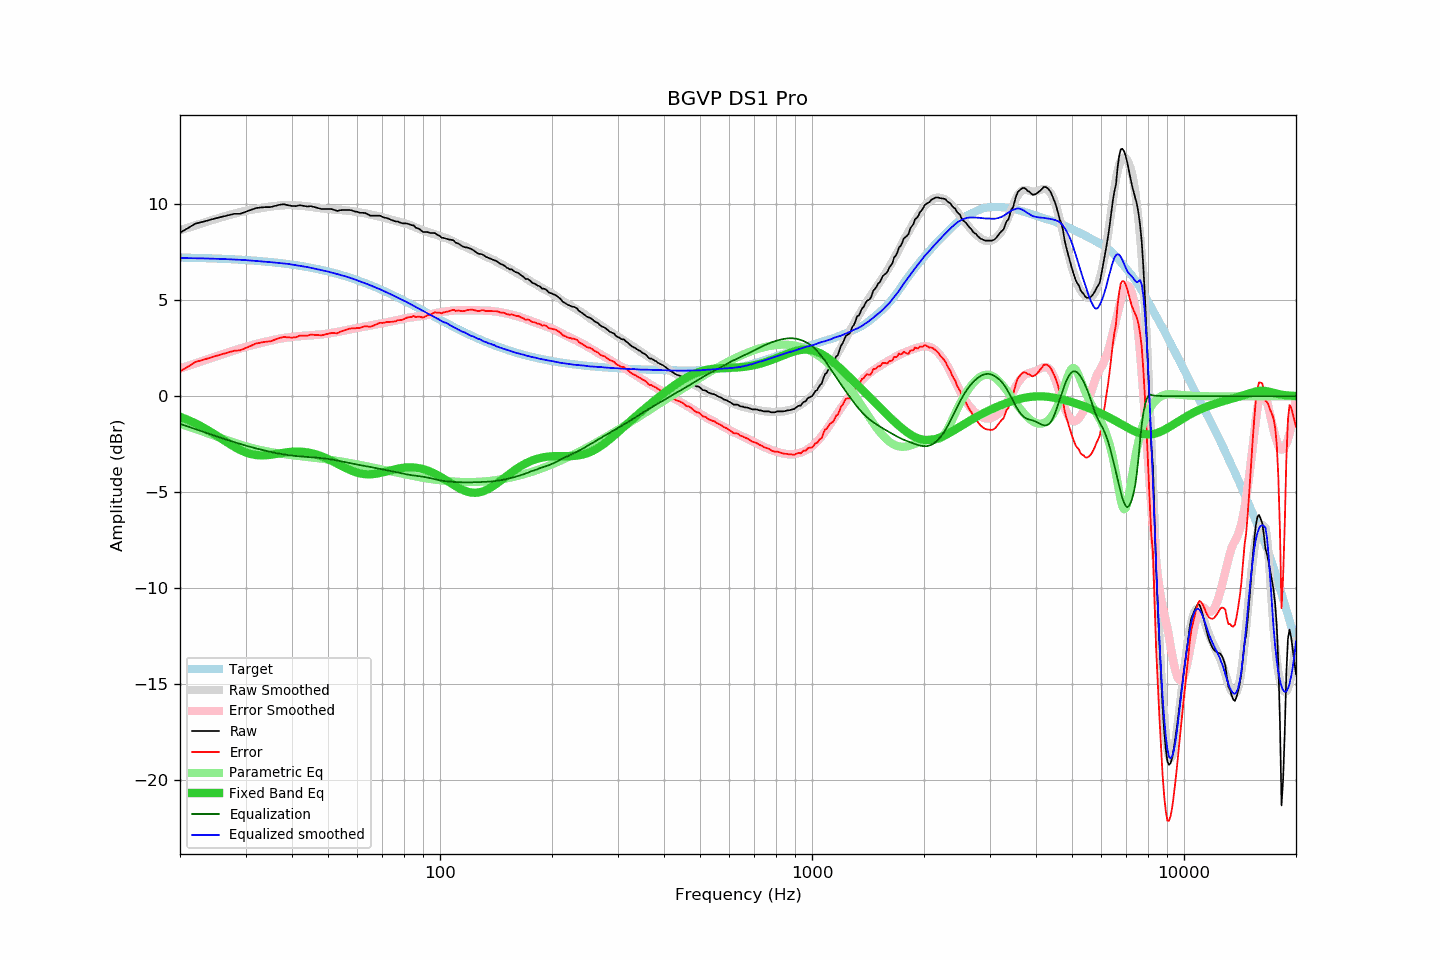 BGVP DS1 Pro
Amplitude (dBr)
10
5
0
−5
−10
−15
−20
Target
Raw Smoothed
Error Smoothed
Raw
Error
Parametric Eq
Fixed Band Eq
Equalization
Equalized smoothed
100
1000
10000
Frequency (Hz)